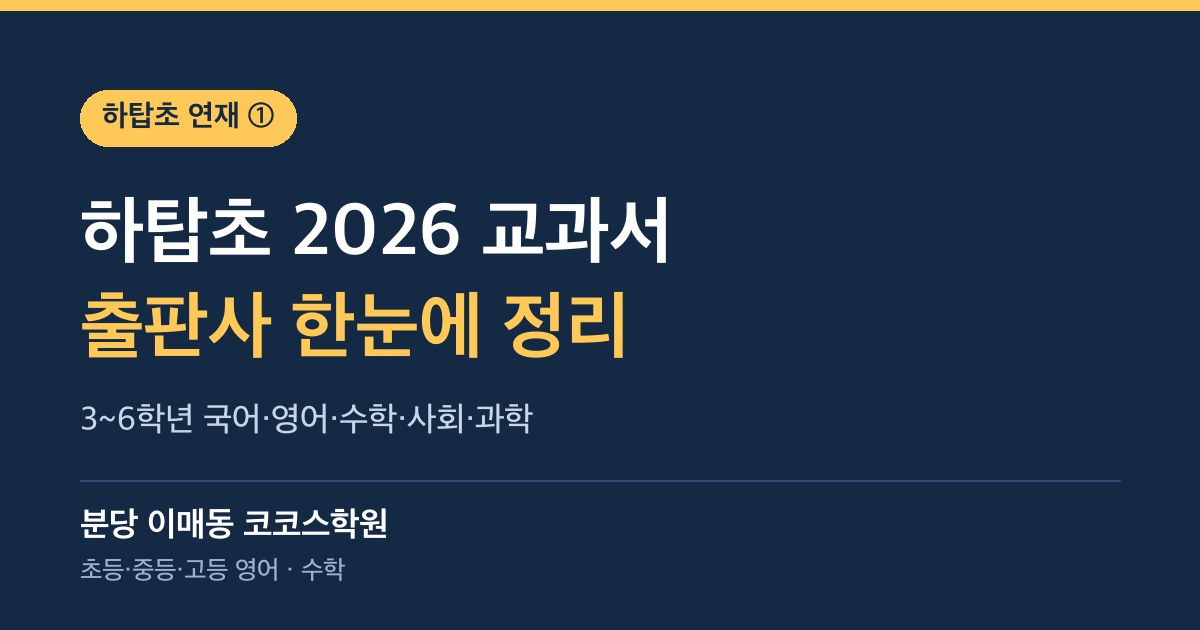 하탑초 연재 ①
하탑초 2026 교과서
출판사 한눈에 정리
3~6학년 국어·영어·수학·사회·과학
분당 이매동 코코스학원
초등·중등·고등 영어 · 수학